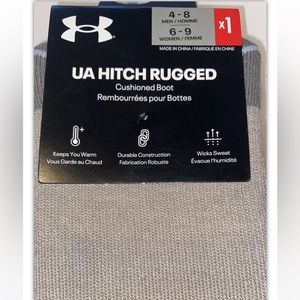 4 - 8
MEN / HOMME
6 - 9
WOMEN / FEMME
x1
MADE IN CHINA / FABRIQUÉ EN CHINE
UA HITCH RUGGED
Cushioned Boot
Rembourrées pour Bottes
Keeps You Warm
Vous Garde au Chaud
Durable Construction
Fabrication Robuste
Wicks Sweat
Évacue l'humidité